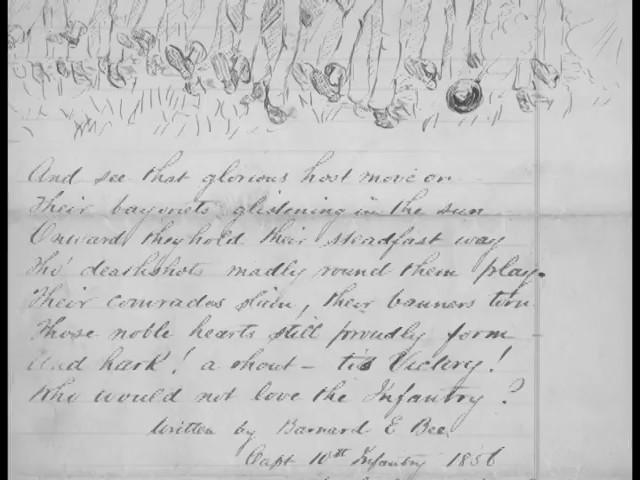 And see that glorious host move on
Their bayonets glistening in the sun
Onward they hold their steadfast way
Tho' deathshots madly round them play.
Their comrades slain, their banners torn
Those noble hearts still proudly form -
And hark! a shout - tis Victory!
Who would not love the Infantry?
Written by Barnard E Bee
Capt 10th Infantry 1856